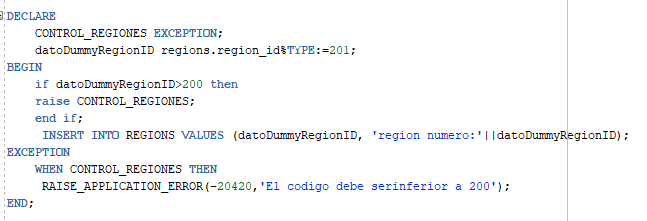 DECLARE
CONTROL_REGIONES EXCEPTION;
datoDummyRegionID regions.region_id%TYPE:=201;
BEGIN
if datoDummyRegionID>200 then
raise CONTROL_REGIONES;
end if;
INSERT INTO REGIONS VALUES (datoDummyRegionID, 'region numero:'||datoDummyRegionID);
EXCEPTION
WHEN CONTROL_REGIONES THEN
RAISE_APPLICATION_ERROR(-20420,'El codigo debe serinferior a 200');
END;